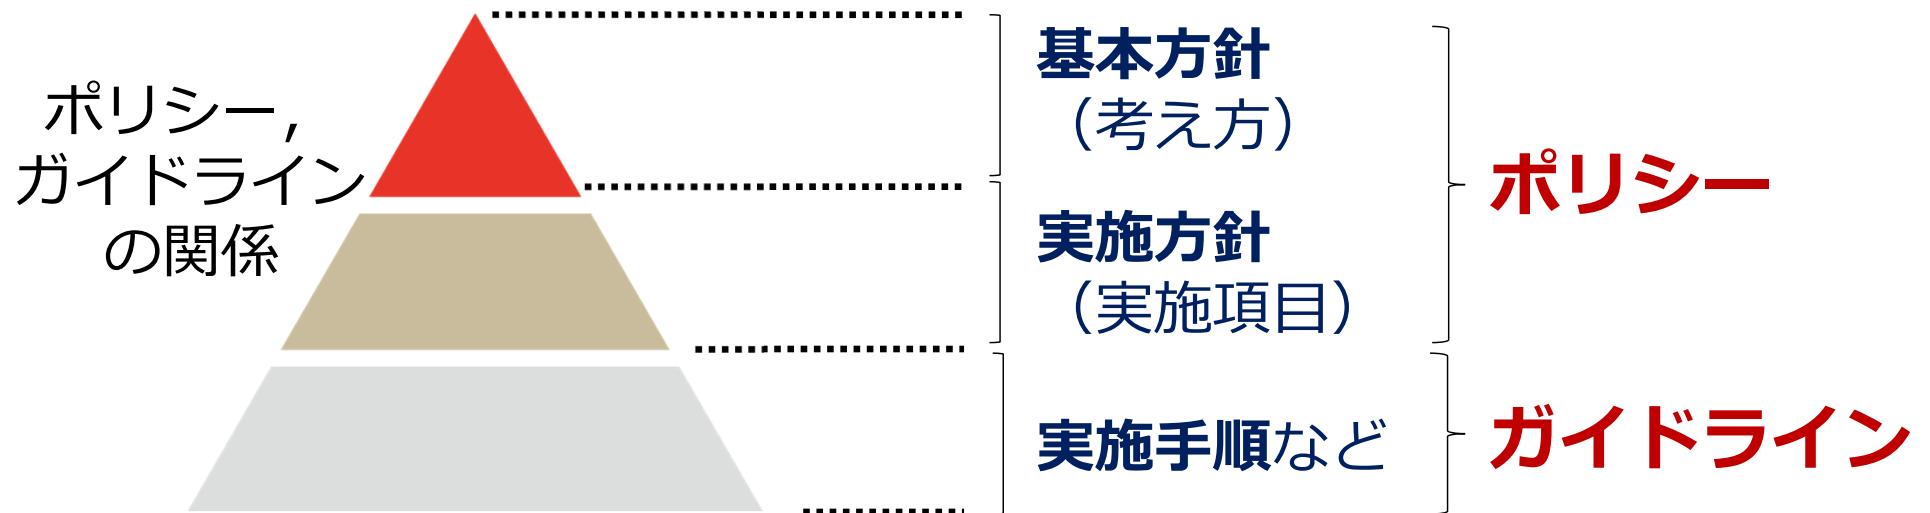 ポリシー，
ガイドライン
の関係
基本方針
（考え方）
実施方針
（実施項目）
実施手順など
ポリシー
ガイドライン